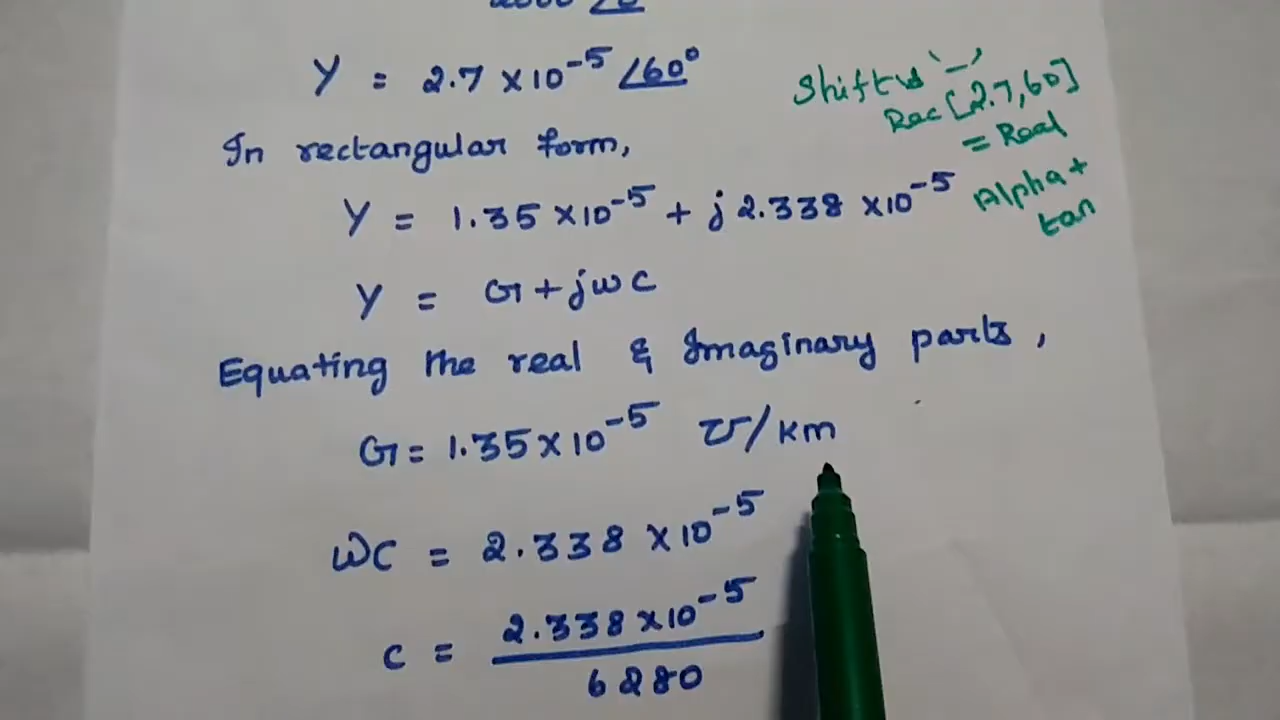 Y = 2.7 × 10⁻⁵ ∠60°
Shift & '-'
Rec [2.7, 60]
= Real
Alpha +
tan
In rectangular form,
Y = 1.35 × 10⁻⁵ + j 2.338 × 10⁻⁵
Y = G + jωC
Equating the real & Imaginary parts,
G = 1.35 × 10⁻⁵ ℧/km
ωC = 2.338 × 10⁻⁵
C = 2.338 × 10⁻⁵
6280